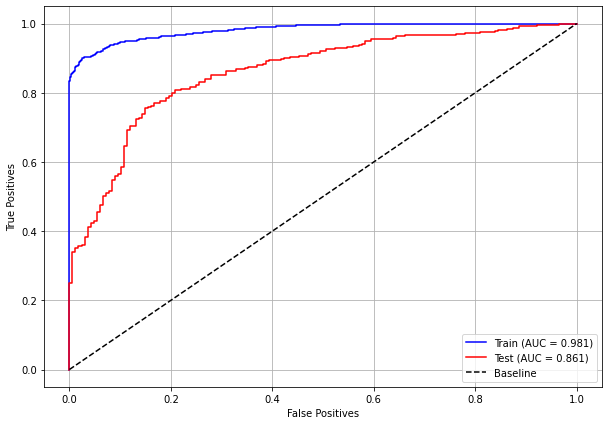 1.0
0.8
0.6
0.4
0.2
0.0
True Positives
0.0 0.2 0.4 0.6 0.8 1.0
False Positives
Train (AUC = 0.981)
Test (AUC = 0.861)
Baseline